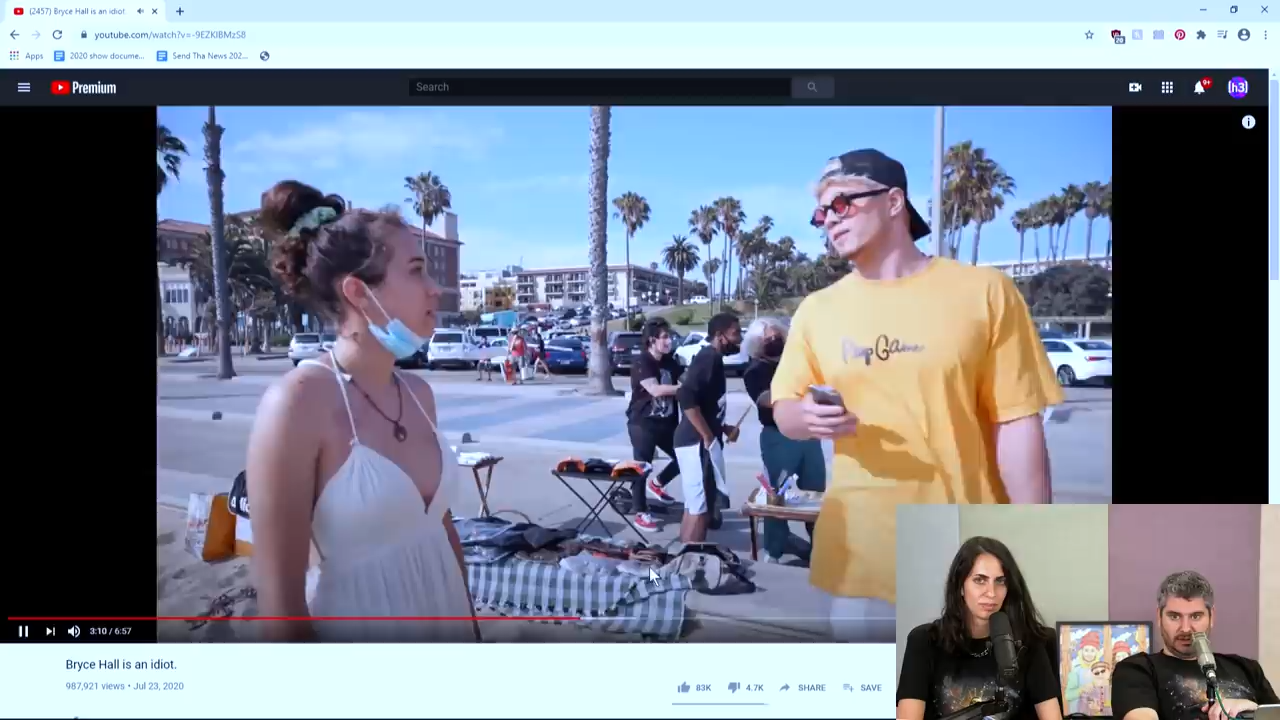 (2457) Bryce Hall is an idiot.
youtube.com/watch?v=-9EZKIBMzS8
Apps
2020 show docume...
Send Tha News 202...
Premium
Search
9+
(h3)
3:10 / 6:57
Bryce Hall is an idiot.
987,921 views • Jul 23, 2020
83K
4.7K
SHARE
SAVE